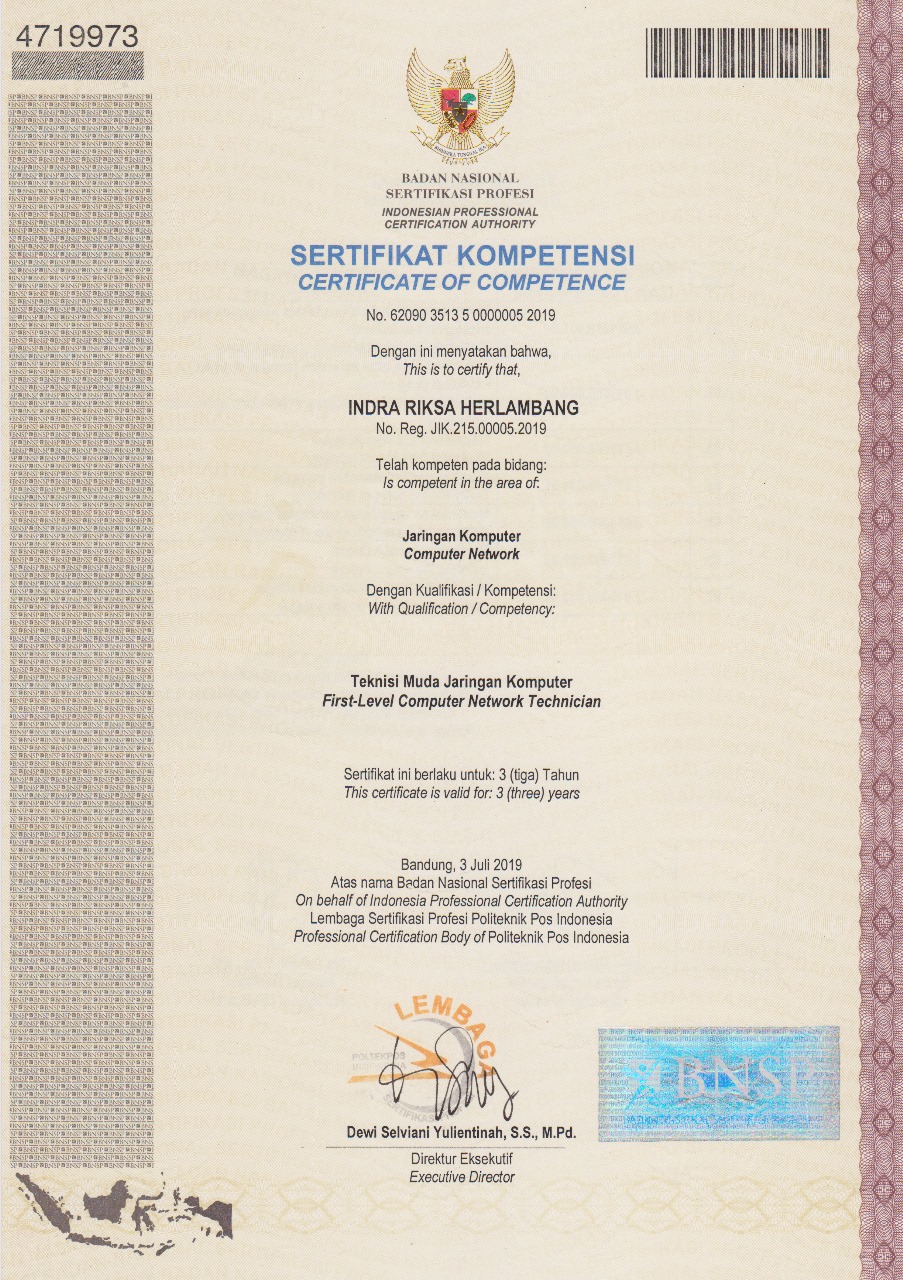 4719973
BADAN NASIONAL
SERTIFIKASI PROFESI
INDONESIAN PROFESSIONAL
CERTIFICATION AUTHORITY
SERTIFIKAT KOMPETENSI
CERTIFICATE OF COMPETENCE
No. 62090 3513 5 0000005 2019
Dengan ini menyatakan bahwa,
This is to certify that,
INDRA RIKSA HERLAMBANG
No. Reg. JIK.215.00005.2019
Telah kompeten pada bidang:
Is competent in the area of:
Jaringan Komputer
Computer Network
Dengan Kualifikasi / Kompetensi:
With Qualification / Competency:
Teknisi Muda Jaringan Komputer
First-Level Computer Network Technician
Sertifikat ini berlaku untuk: 3 (tiga) Tahun
This certificate is valid for: 3 (three) years
Bandung, 3 Juli 2019
Atas nama Badan Nasional Sertifikasi Profesi
On behalf of Indonesia Professional Certification Authority
Lembaga Sertifikasi Profesi Politeknik Pos Indonesia
Professional Certification Body of Politeknik Pos Indonesia
LEMBAGA
POLTEKPOS
BNSP
Dewi Selviani Yulientinah, S.S., M.Pd.
Direktur Eksekutif
Executive Director